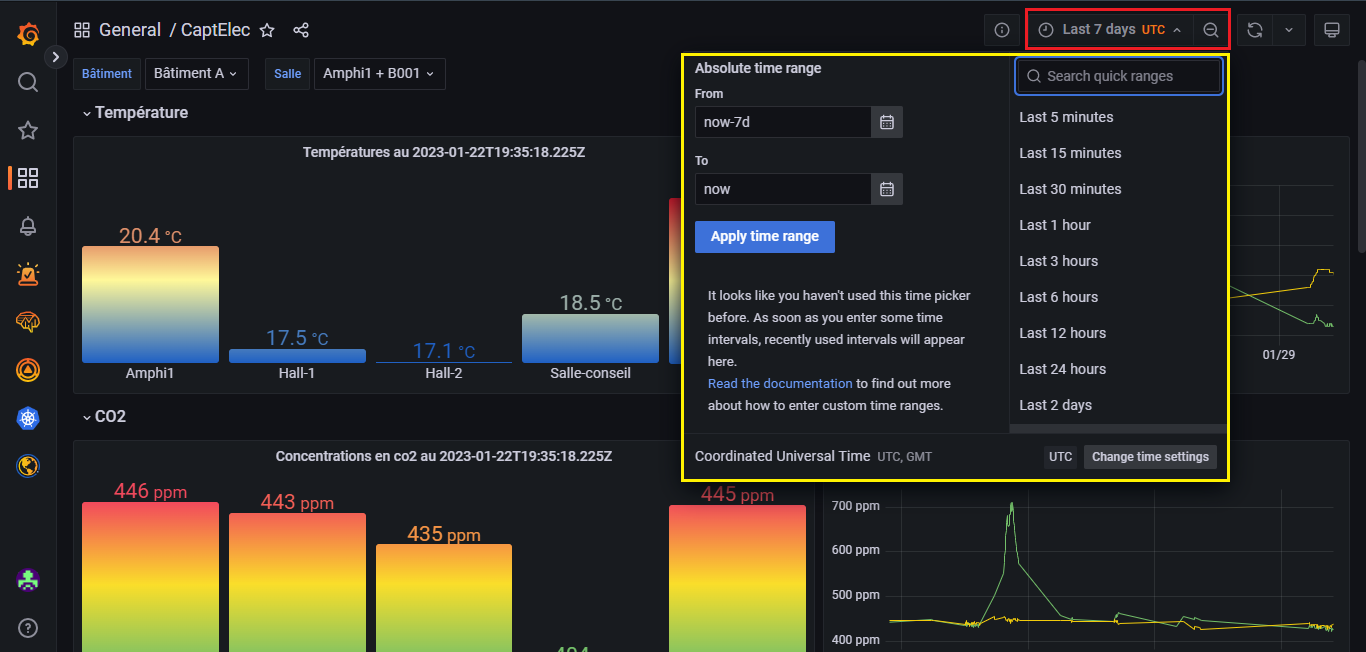 General / CaptElec
Last 7 days UTC
Bâtiment
Bâtiment A
Salle
Amphi1 + B001
Température
Températures au 2023-01-22T19:35:18.225Z
20.4 °C
17.5 °C
17.1 °C
18.5 °C
Amphi1
Hall-1
Hall-2
Salle-conseil
Absolute time range
From
now-7d
To
now
Apply time range
It looks like you haven't used this time picker
before. As soon as you enter some time
intervals, recently used intervals will appear
here.
Read the documentation to find out more
about how to enter custom time ranges.
Search quick ranges
Last 5 minutes
Last 15 minutes
Last 30 minutes
Last 1 hour
Last 3 hours
Last 6 hours
Last 12 hours
Last 24 hours
Last 2 days
Coordinated Universal Time UTC, GMT
UTC
Change time settings
01/29
CO2
Concentrations en co2 au 2023-01-22T19:35:18.225Z
446 ppm
443 ppm
435 ppm
445 ppm
700 ppm
600 ppm
500 ppm
400 ppm